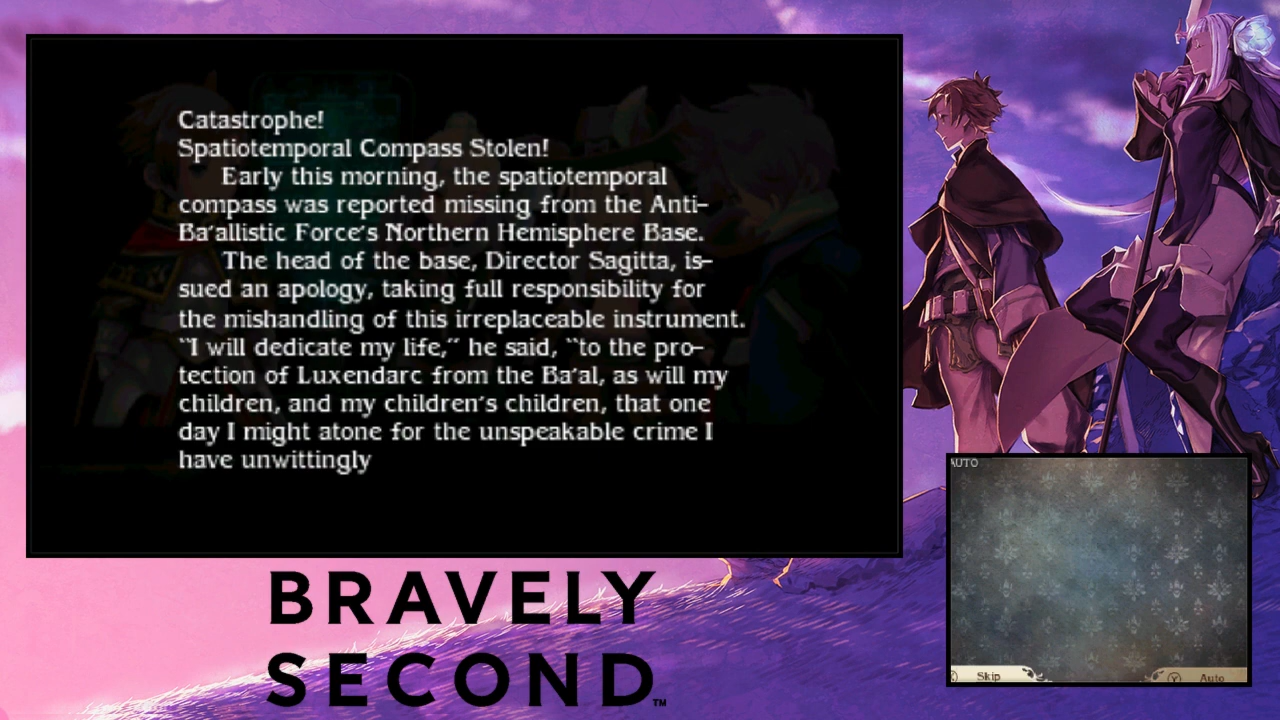 Catastrophe!
Spatiotemporal Compass Stolen!
Early this morning, the spatiotemporal
compass was reported missing from the Anti-
Ba'allistic Force's Northern Hemisphere Base.
The head of the base, Director Sagitta, is-
sued an apology, taking full responsibility for
the mishandling of this irreplaceable instrument.
“I will dedicate my life,” he said, “to the pro-
tection of Luxendarc from the Ba'al, as will my
children, and my children's children, that one
day I might atone for the unspeakable crime I
have unwittingly
AUTO
Skip
Y Auto
BRAVELY
SECOND™